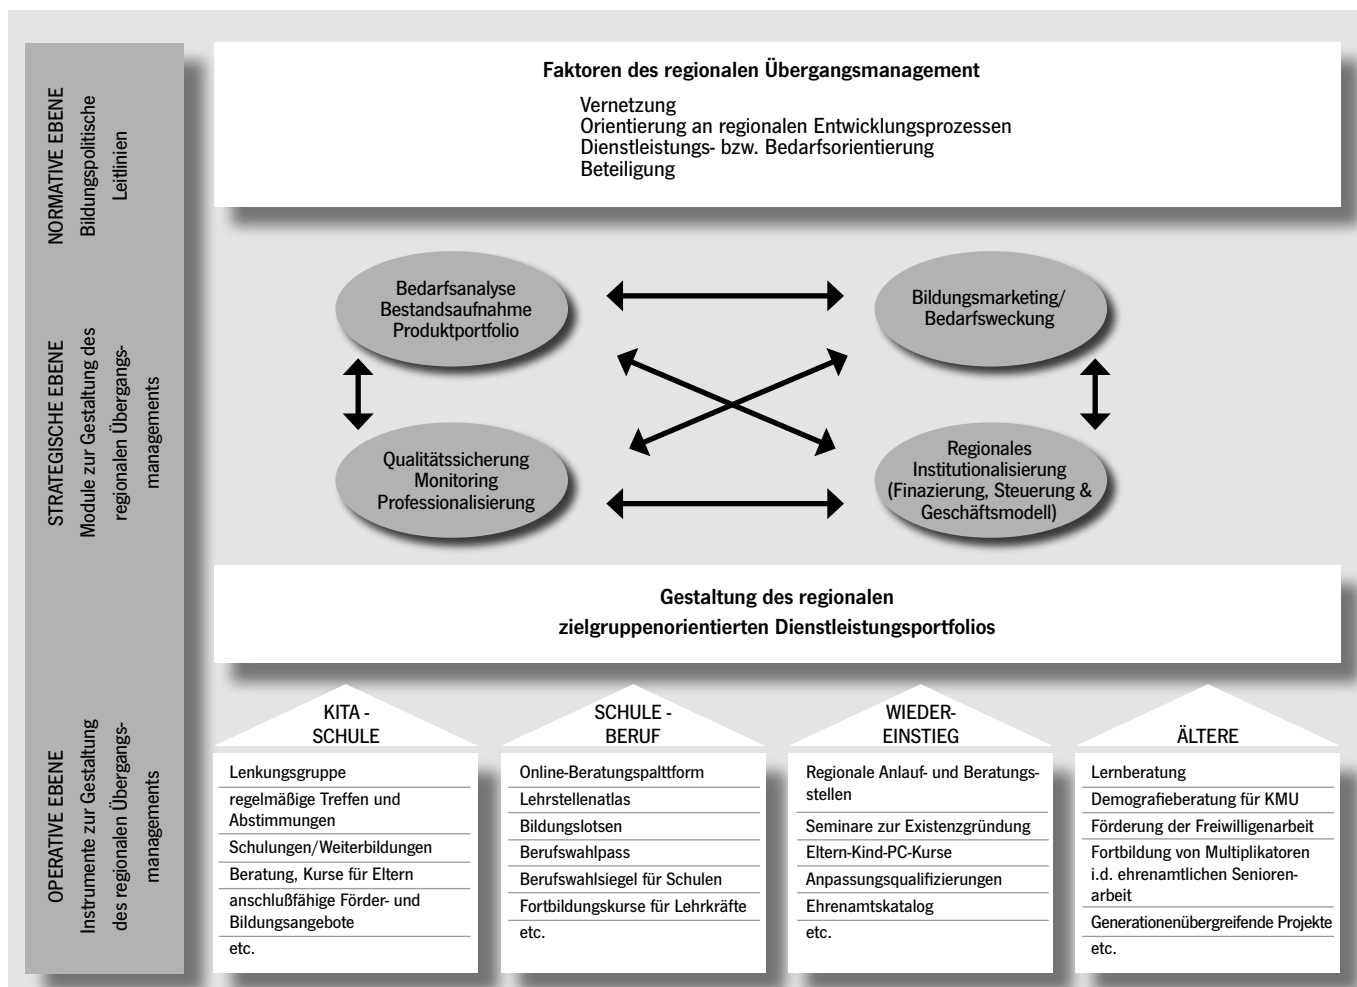 NORMATIVE EBENE
Bildungspolitische
Leitlinien
Faktoren des regionalen Übergangsmanagement
Vernetzung
Orientierung an regionalen Entwicklungsprozessen
Dienstleistungs- bzw. Bedarfsorientierung
Beteiligung
STRATEGISCHE EBENE
Module zur Gestaltung des
regionalen Übergangs-
managements
Bedarfsanalyse
Bestandsaufnahme
Produktportfolio
Bildungsmarketing/
Bedarfsweckung
Qualitätssicherung
Monitoring
Professionalisierung
Regionales
Institutionalisierung
(Finazierung, Steuerung &
Geschäftsmodell)
Gestaltung des regionalen
zielgruppenorientierten Dienstleistungsportfolios
OPERATIVE EBENE
Instrumente zur Gestaltung
des regionalen Übergangs-
managements
KITA -
SCHULE
Lenkungsgruppe
regelmäßige Treffen und
Abstimmungen
Schulungen/Weiterbildungen
Beratung, Kurse für Eltern
anschlußfähige Förder- und
Bildungsangebote
etc.
SCHULE -
BERUF
Online-Beratungspalttform
Lehrstellenatlas
Bildungslotsen
Berufswahlpass
Berufswahlsiegel für Schulen
Fortbildungskurse für Lehrkräfte
etc.
WIEDER-
EINSTIEG
Regionale Anlauf- und Beratungs-
stellen
Seminare zur Existenzgründung
Eltern-Kind-PC-Kurse
Anpassungsqualifizierungen
Ehrenamtskatalog
etc.
ÄLTERE
Lernberatung
Demografieberatung für KMU
Förderung der Freiwilligenarbeit
Fortbildung von Multiplikatoren
i.d. ehrenamtlichen Senioren-
arbeit
Generationenübergreifende Projekte
etc.